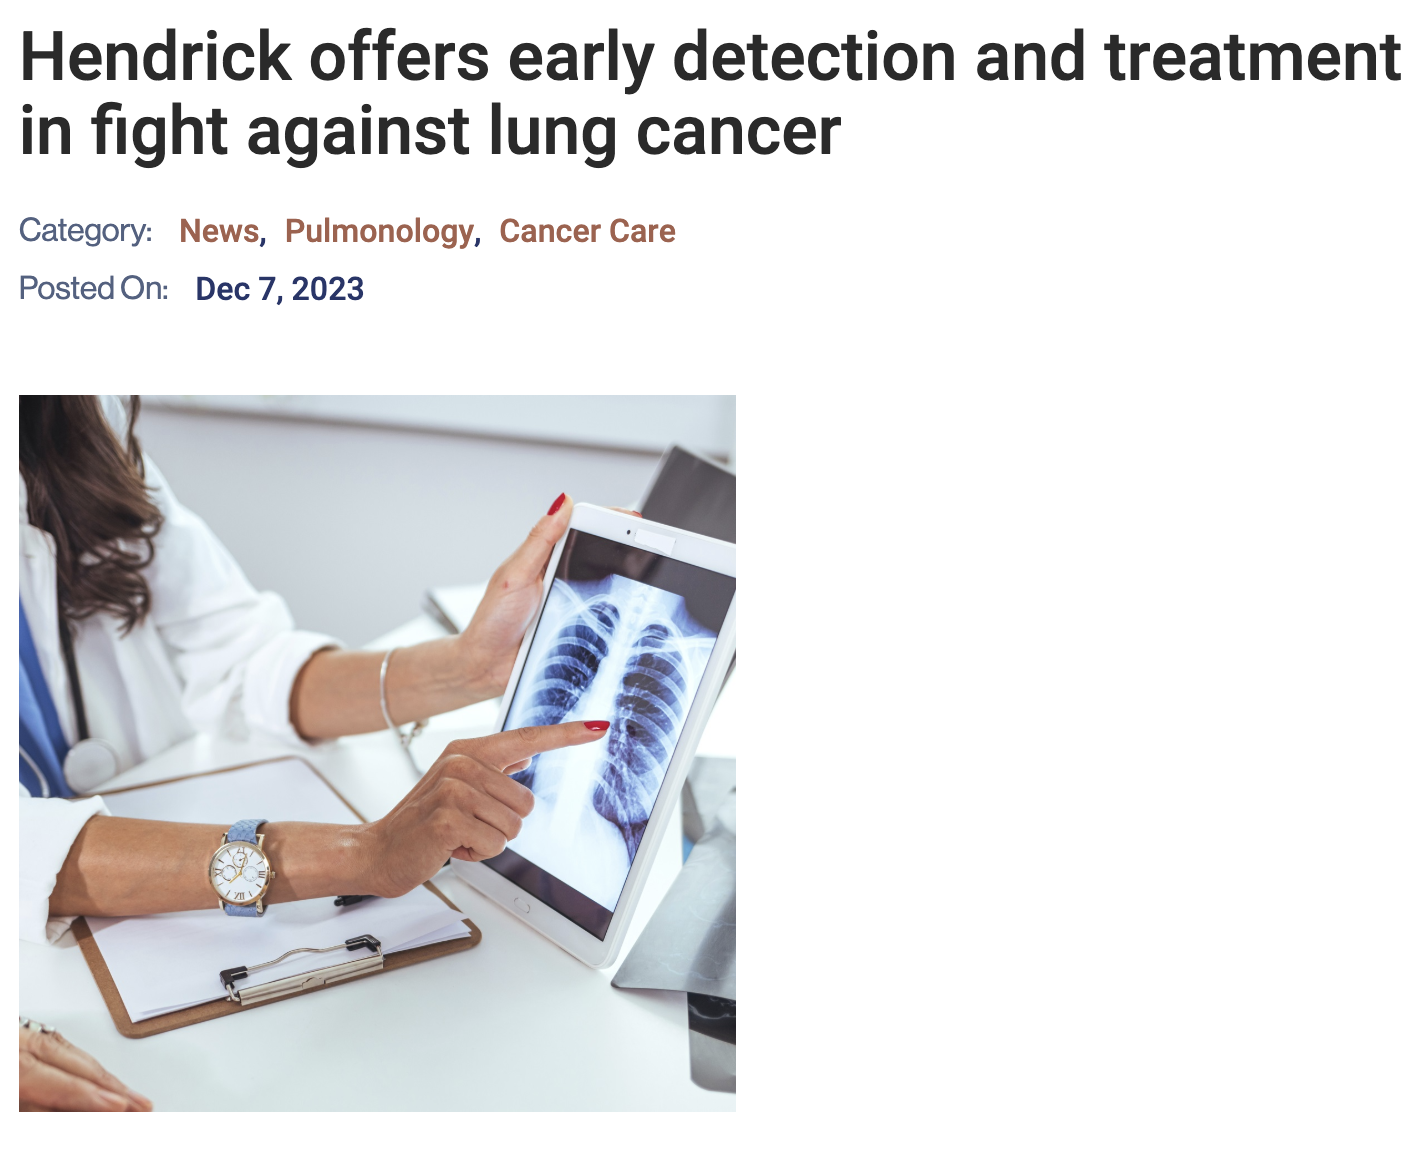 Hendrick offers early detection and treatment
in fight against lung cancer
Category: News, Pulmonology, Cancer Care
Posted On: Dec 7, 2023